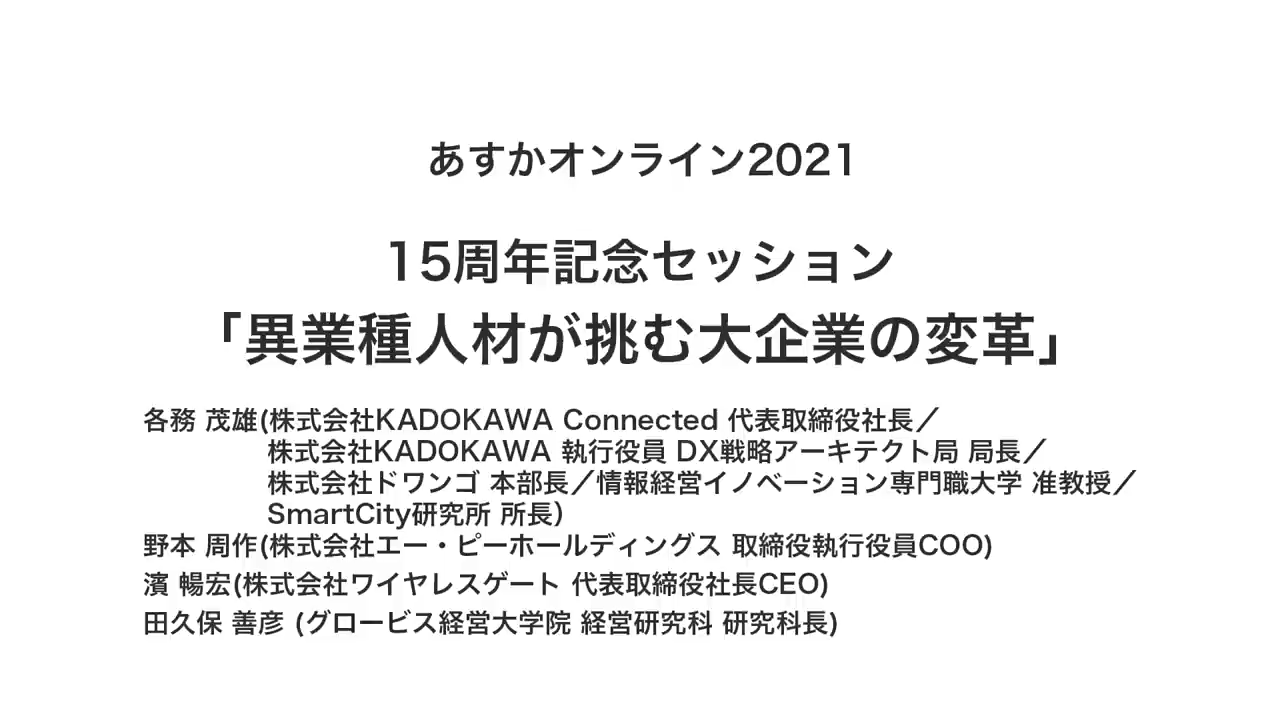 あすかオンライン2021
15周年記念セッション
「異業種人材が挑む大企業の変革」
各務 茂雄(株式会社KADOKAWA Connected 代表取締役社長／
株式会社KADOKAWA 執行役員 DX戦略アーキテクト局 局長／
株式会社ドワンゴ 本部長／情報経営イノベーション専門職大学 准教授／
SmartCity研究所 所長）
野本 周作(株式会社エー・ピーホールディングス 取締役執行役員COO)
濱 暢宏(株式会社ワイヤレスゲート 代表取締役社長CEO)
田久保 善彦 (グロービス経営大学院 経営研究科 研究科長)